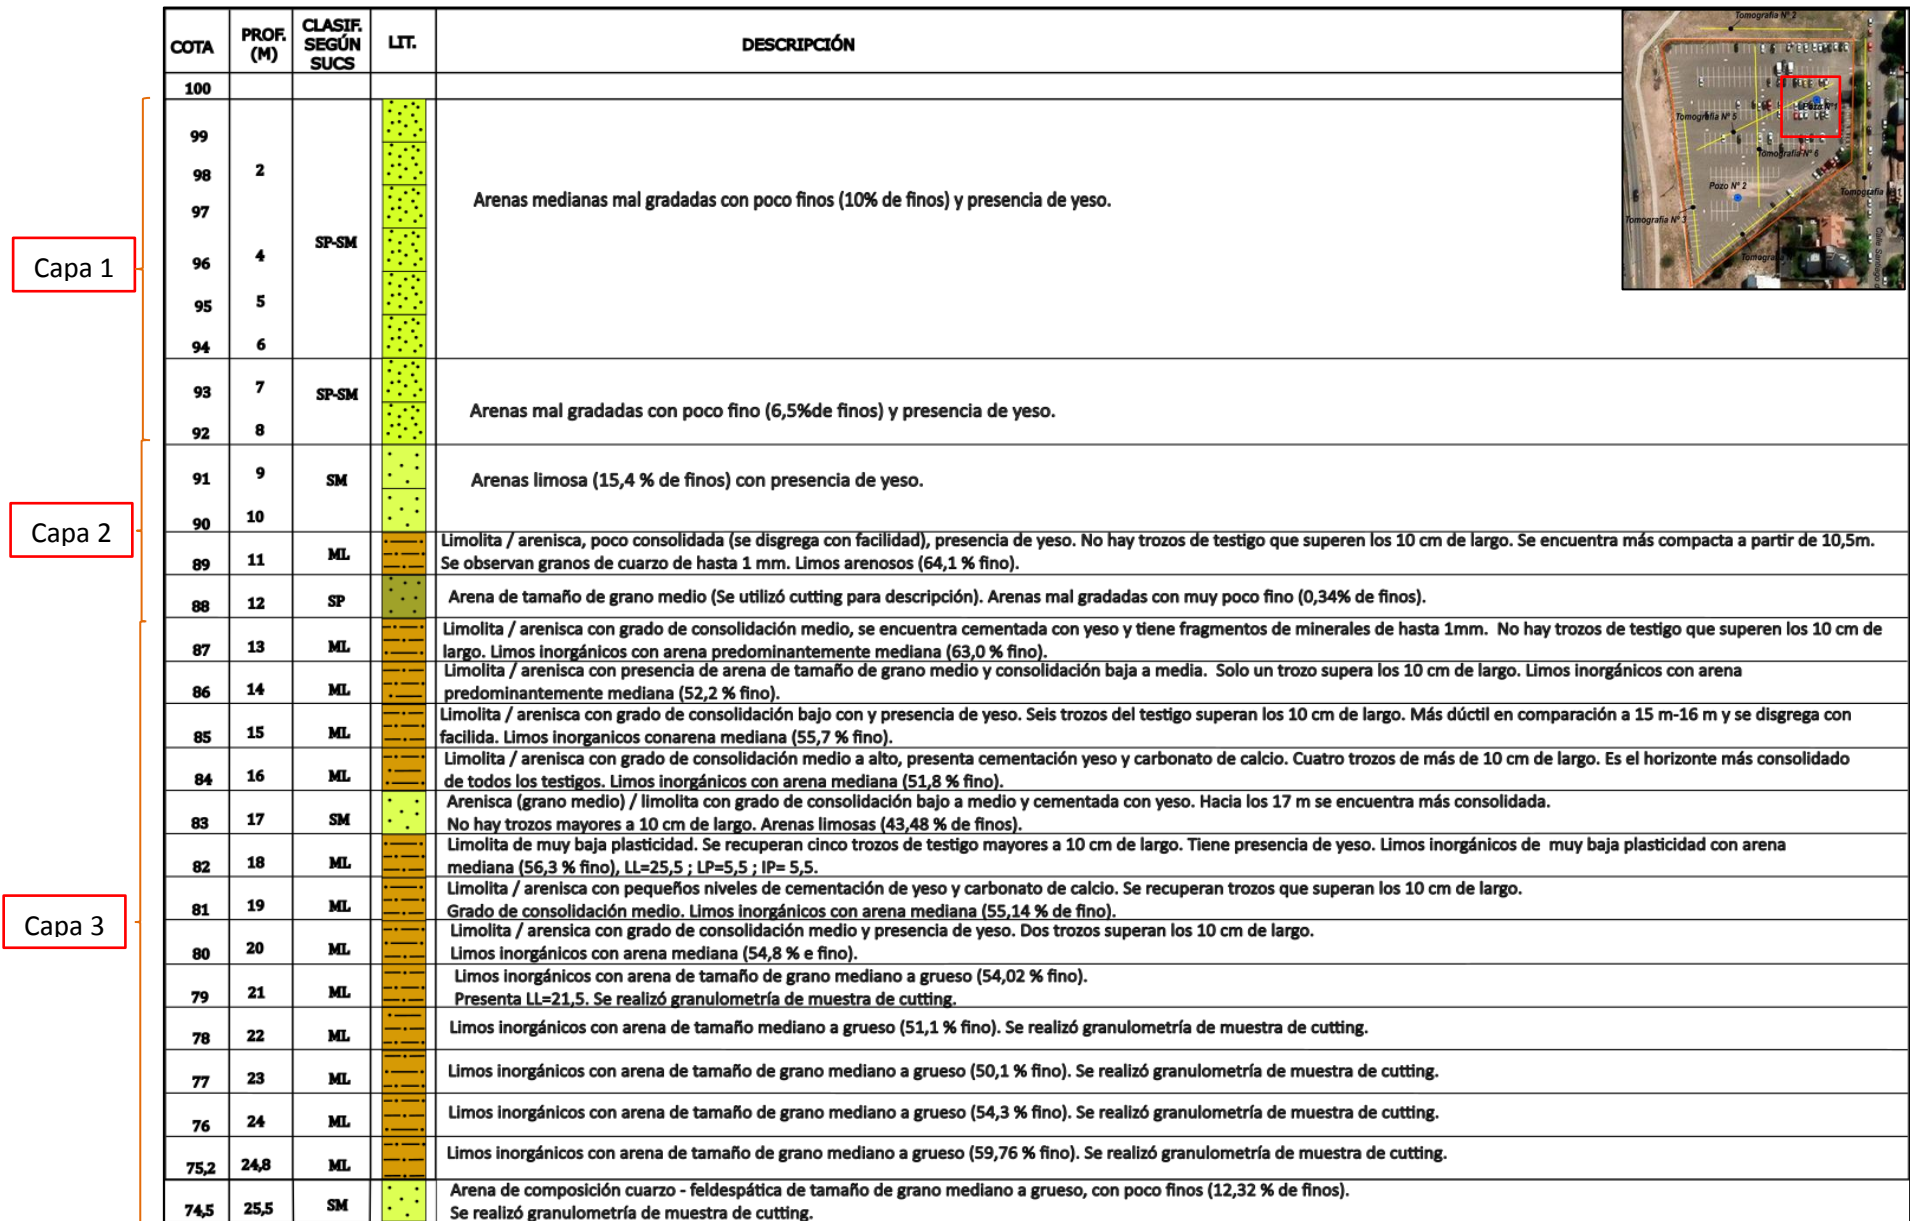 COTA
PROF.
(M)
CLASIF.
SEGÚN
SUCS
LIT.
DESCRIPCIÓN
100
Capa 1
99
98
2
97
96
4
95
5
94
6
SP-SM
Arenas medianas mal gradadas con poco finos (10% de finos) y presencia de yeso.
93
7
SP-SM
92
8
Arenas mal gradadas con poco fino (6,5%de finos) y presencia de yeso.
Capa 2
91
9
SM
Arenas limosa (15,4 % de finos) con presencia de yeso.
90
10
89
11
ML
Limolita / arenisca, poco consolidada (se disgrega con facilidad), presencia de yeso. No hay trozos de testigo que superen los 10 cm de largo. Se encuentra más compacta a partir de 10,5m.
Se observan granos de cuarzo de hasta 1 mm. Limos arenosos (64,1 % fino).
88
12
SP
Arena de tamaño de grano medio (Se utilizó cutting para descripción). Arenas mal gradadas con muy poco fino (0,34% de finos).
Capa 3
87
13
ML
Limolita / arenisca con grado de consolidación medio, se encuentra cementada con yeso y tiene fragmentos de minerales de hasta 1mm. No hay trozos de testigo que superen los 10 cm de
largo. Limos inorgánicos con arena predominantemente mediana (63,0 % fino).
86
14
ML
Limolita / arenisca con presencia de arena de tamaño de grano medio y consolidación baja a media. Solo un trozo supera los 10 cm de largo. Limos inorgánicos con arena
predominantemente mediana (52,2 % fino).
85
15
ML
Limolita / arenisca con grado de consolidación bajo con y presencia de yeso. Seis trozos del testigo superan los 10 cm de largo. Más dúctil en comparación a 15 m-16 m y se disgrega con
facilida. Limos inorganicos conarena mediana (55,7 % fino).
84
16
ML
Limolita / arenisca con grado de consolidación medio a alto, presenta cementación yeso y carbonato de calcio. Cuatro trozos de más de 10 cm de largo. Es el horizonte más consolidado
de todos los testigos. Limos inorgánicos con arena mediana (51,8 % fino).
83
17
SM
Arenisca (grano medio) / limolita con grado de consolidación bajo a medio y cementada con yeso. Hacia los 17 m se encuentra más consolidada.
No hay trozos mayores a 10 cm de largo. Arenas limosas (43,48 % de finos).
82
18
ML
Limolita de muy baja plasticidad. Se recuperan cinco trozos de testigo mayores a 10 cm de largo. Tiene presencia de yeso. Limos inorgánicos de muy baja plasticidad con arena
mediana (56,3 % fino), LL=25,5 ; LP=5,5 ; IP= 5,5.
81
19
ML
Limolita / arenisca con pequeños niveles de cementación de yeso y carbonato de calcio. Se recuperan trozos que superan los 10 cm de largo.
Grado de consolidación medio. Limos inorgánicos con arena mediana (55,14 % de fino).
80
20
ML
Limolita / arensica con grado de consolidación medio y presencia de yeso. Dos trozos superan los 10 cm de largo.
Limos inorgánicos con arena mediana (54,8 % e fino).
79
21
ML
Limos inorgánicos con arena de tamaño de grano mediano a grueso (54,02 % fino).
Presenta LL=21,5. Se realizó granulometría de muestra de cutting.
78
22
ML
Limos inorgánicos con arena de tamaño mediano a grueso (51,1 % fino). Se realizó granulometría de muestra de cutting.
77
23
ML
Limos inorgánicos con arena de tamaño de grano mediano a grueso (50,1 % fino). Se realizó granulometría de muestra de cutting.
76
24
ML
Limos inorgánicos con arena de tamaño de grano mediano a grueso (54,3 % fino). Se realizó granulometría de muestra de cutting.
75,2
24,8
ML
Limos inorgánicos con arena de tamaño de grano mediano a grueso (59,76 % fino). Se realizó granulometría de muestra de cutting.
74,5
25,5
SM
Arena de composición cuarzo - feldespática de tamaño de grano mediano a grueso, con poco finos (12,32 % de finos).
Se realizó granulometría de muestra de cutting.
Tomografía N° 2
Pozo N°1
Tomografía N° 5
Tomografía N° 6
Pozo N° 2
Tomografía
Tomografía N° 3
Tomografía
Calle Santiago